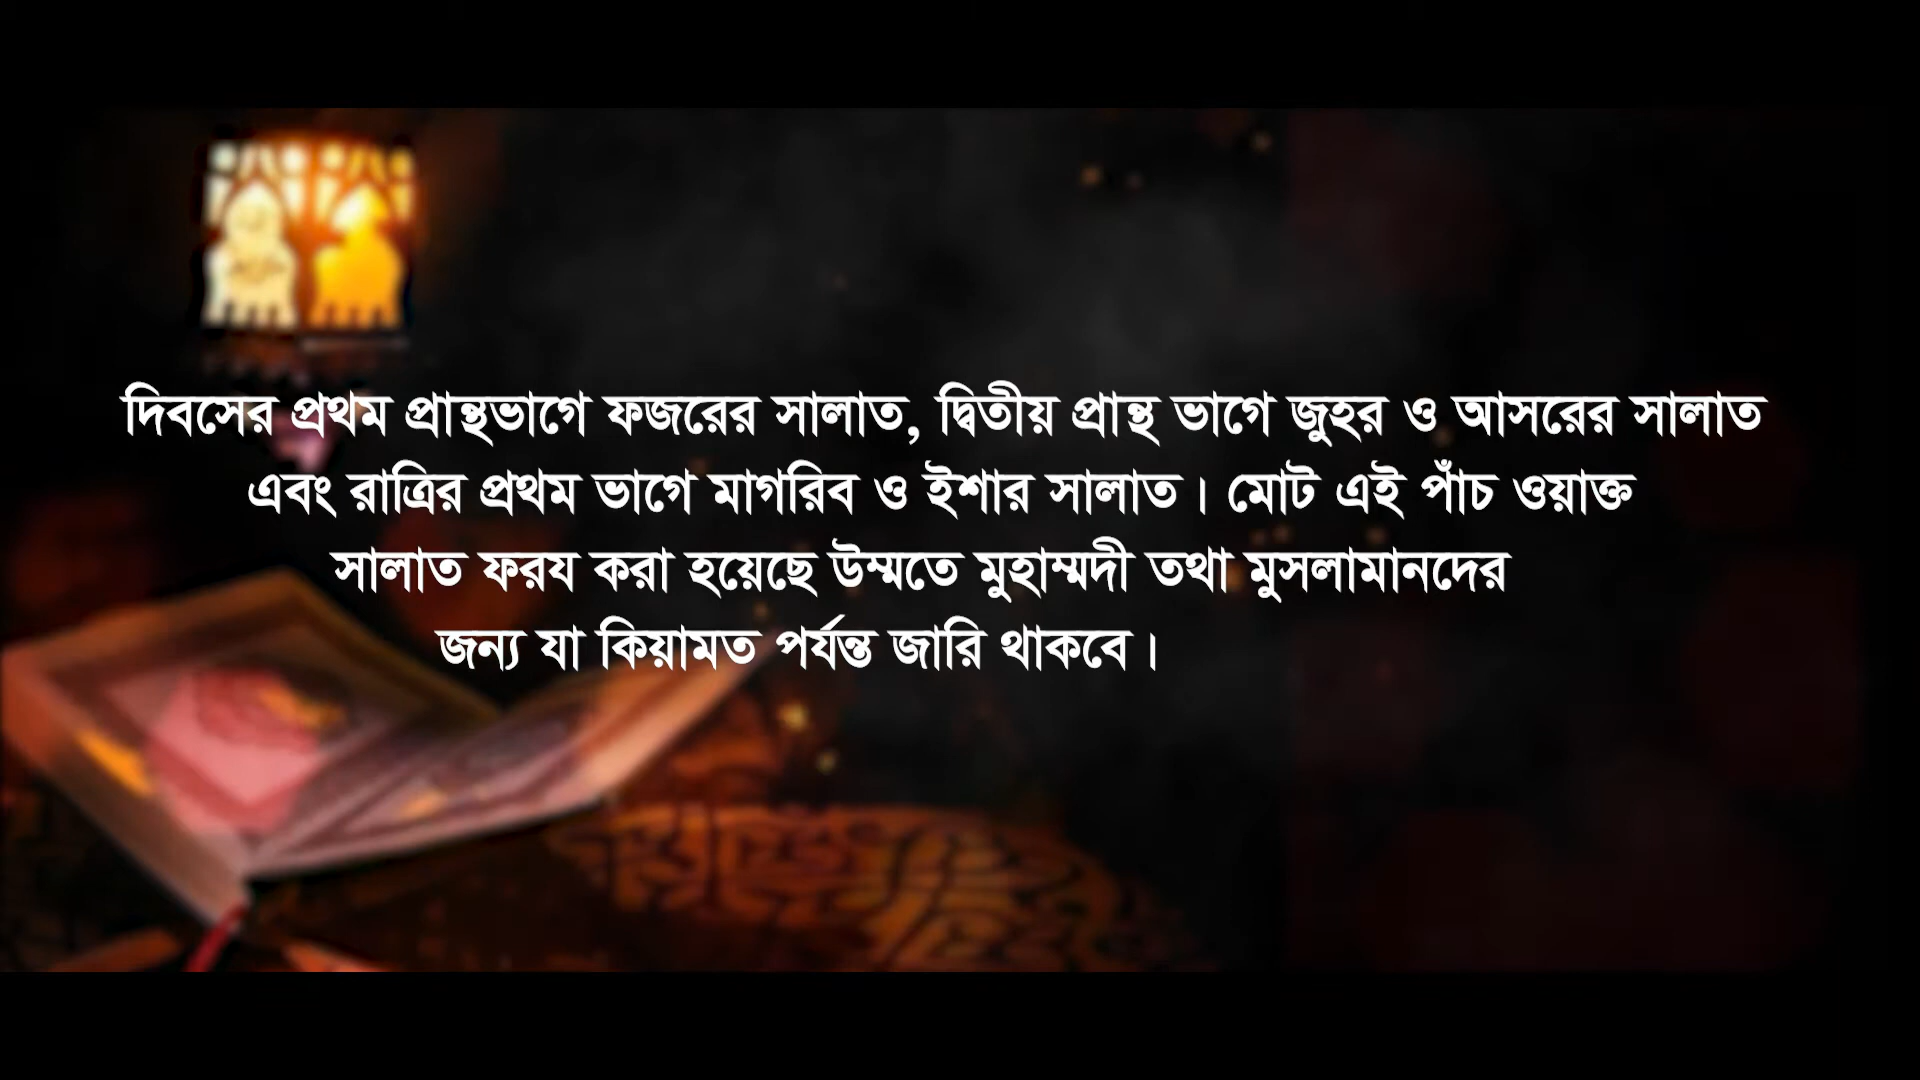 দিবসের প্রথম প্রান্থভাগে ফজরের সালাত, দ্বিতীয় প্রান্থ ভাগে জুহর ও আসরের সালাত
এবং রাত্রির প্রথম ভাগে মাগরিব ও ইশার সালাত। মোট এই পাঁচ ওয়াক্ত
সালাত ফরয করা হয়েছে উম্মতে মুহাম্মদী তথা মুসলামানদের
জন্য যা কিয়ামত পর্যন্ত জারি থাকবে।